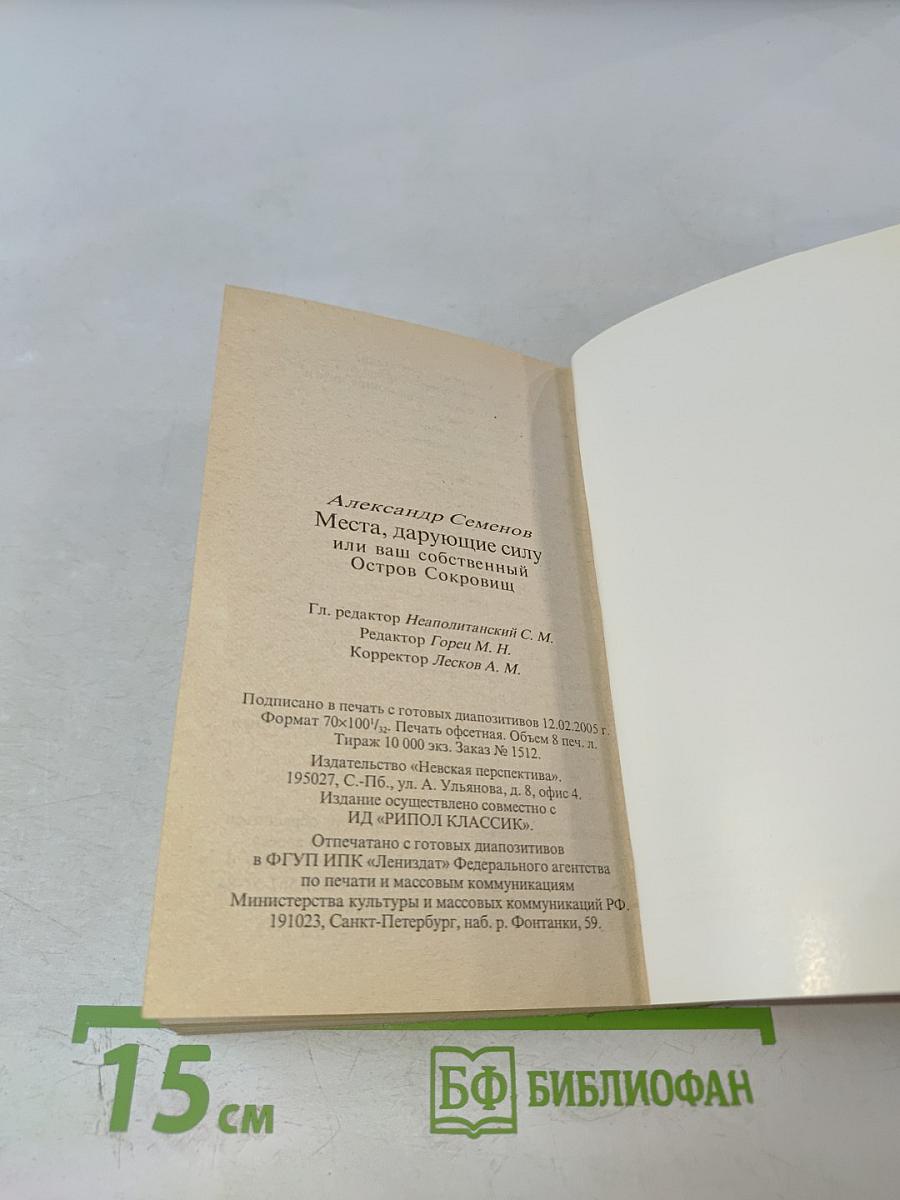 Александр Семенов
Места, дарующие силу
или ваш собственный
Остров Сокровищ
Гл. редактор Неаполитанский С. М.
Редактор Горец М. Н.
Корректор Лесков А. М.
Подписано в печать с готовых диапозитивов 12.02.2005 г.
Формат 70×100¹/₃₂. Печать офсетная. Объем 8 печ. л.
Тираж 10 000 экз. Заказ № 1512.
Издательство «Невская перспектива».
195027, С.-Пб., ул. А. Ульянова, д. 8, офис 4.
Издание осуществлено совместно с
ИД «РИПОЛ КЛАССИК».
Отпечатано с готовых диапозитивов
в ФГУП ИПК «Лениздат» Федерального агентства
по печати и массовым коммуникациям
Министерства культуры и массовых коммуникаций РФ.
191023, Санкт-Петербург, наб. р. Фонтанки, 59.
15 см
БФ БИБЛИОФАН